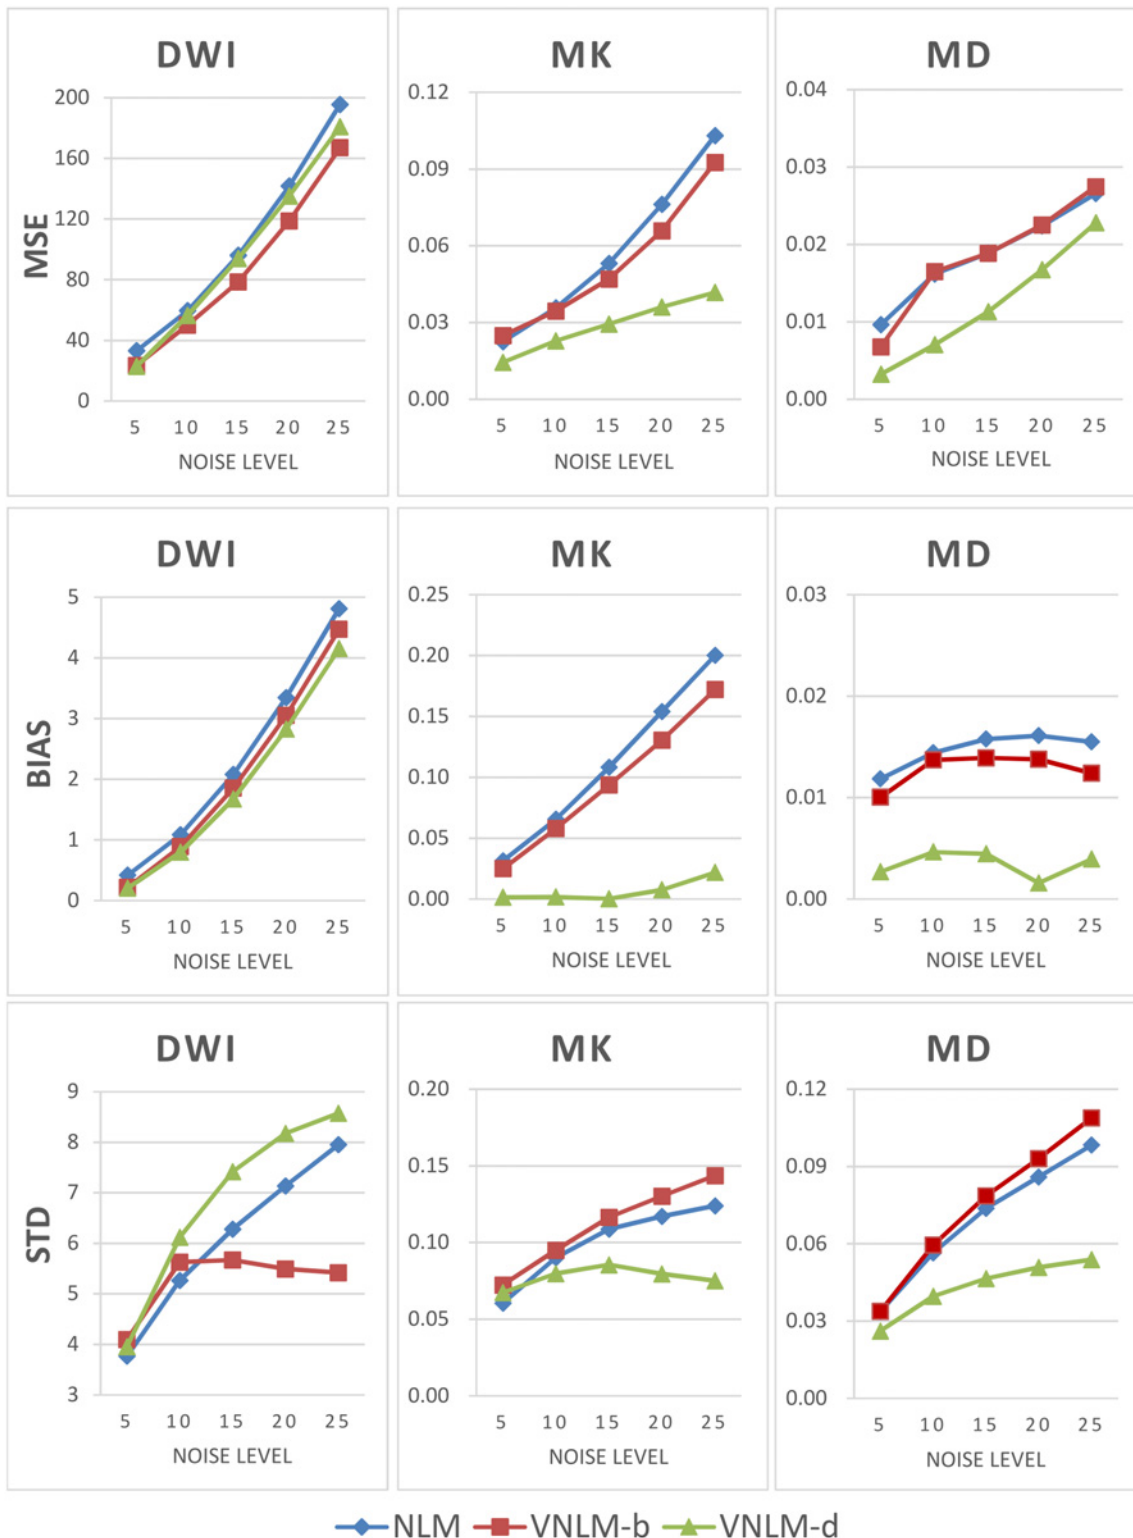 DWI
MK
MD
MSE
200
160
120
80
40
0
5 10 15 20 25
NOISE LEVEL
0.12
0.09
0.06
0.03
0.00
5 10 15 20 25
NOISE LEVEL
0.04
0.03
0.02
0.01
0.00
5 10 15 20 25
NOISE LEVEL
DWI
MK
MD
BIAS
5
4
3
2
1
0
5 10 15 20 25
NOISE LEVEL
0.25
0.20
0.15
0.10
0.05
0.00
5 10 15 20 25
NOISE LEVEL
0.03
0.02
0.01
0.00
5 10 15 20 25
NOISE LEVEL
DWI
MK
MD
STD
9
8
7
6
5
4
3
5 10 15 20 25
NOISE LEVEL
0.20
0.15
0.10
0.05
0.00
5 10 15 20 25
NOISE LEVEL
0.12
0.09
0.06
0.03
0.00
5 10 15 20 25
NOISE LEVEL
NLM VNLM-b VNLM-d